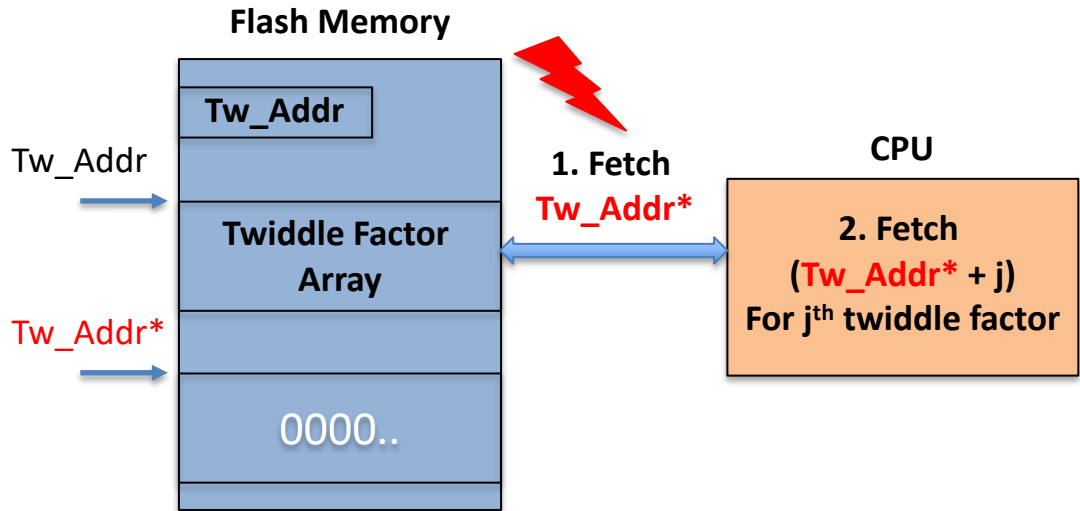 Flash Memory
Tw_Addr
Tw_Addr
Twiddle Factor
Array
Tw_Addr*
0000..
1. Fetch
Tw_Addr*
CPU
2. Fetch
(Tw_Addr* + j)
For jth twiddle factor